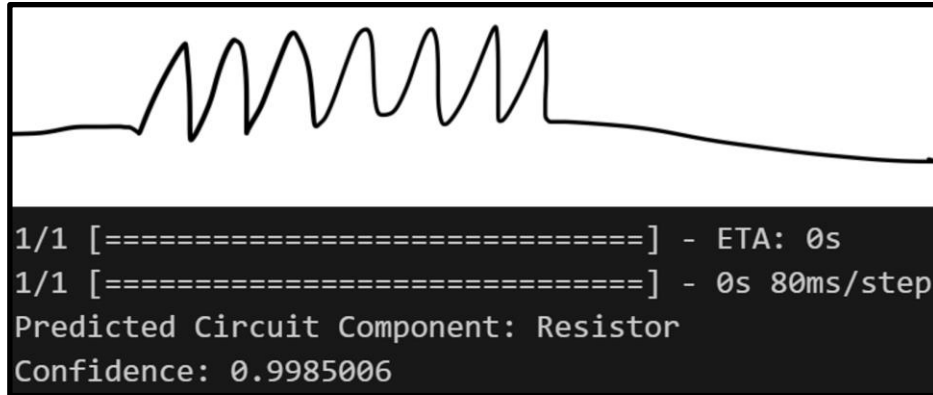 1/1 [==============================] - ETA: 0s
1/1 [==============================] - 0s 80ms/step
Predicted Circuit Component: Resistor
Confidence: 0.9985006